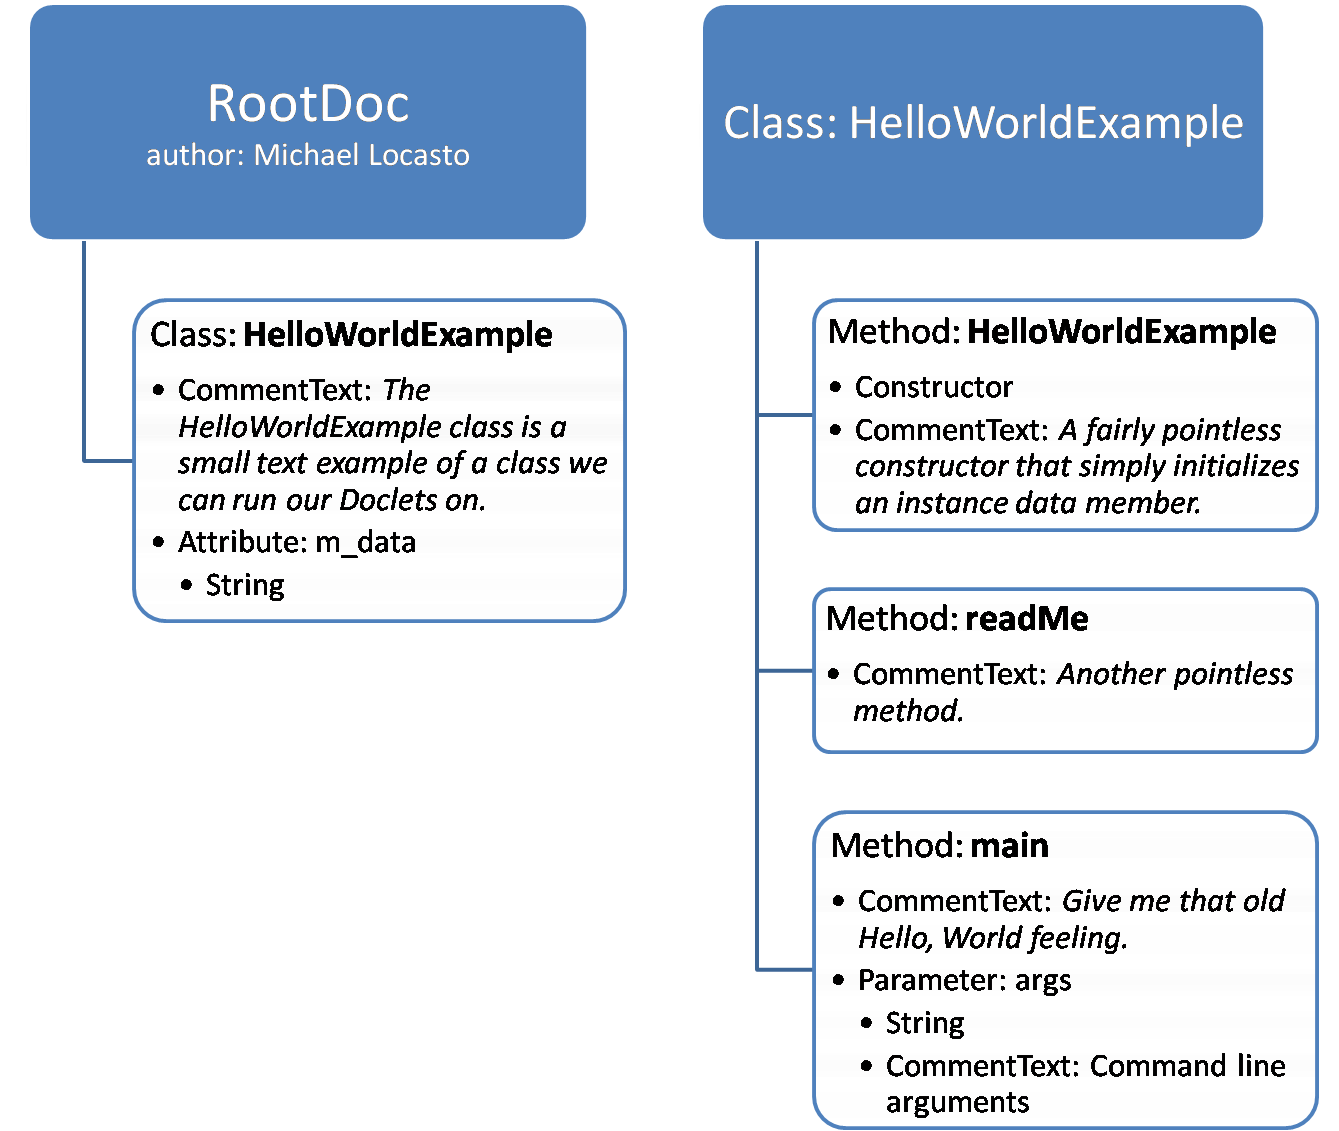 RootDoc
author: Michael Locasto
Class: HelloWorldExample
• CommentText: The
HelloWorldExample class is a
small text example of a class we
can run our Doclets on.
• Attribute: m_data
• String
Class: HelloWorldExample
Method: HelloWorldExample
• Constructor
• CommentText: A fairly pointless
constructor that simply initializes
an instance data member.
Method: readMe
• CommentText: Another pointless
method.
Method: main
• CommentText: Give me that old
Hello, World feeling.
• Parameter: args
• String
• CommentText: Command line
arguments